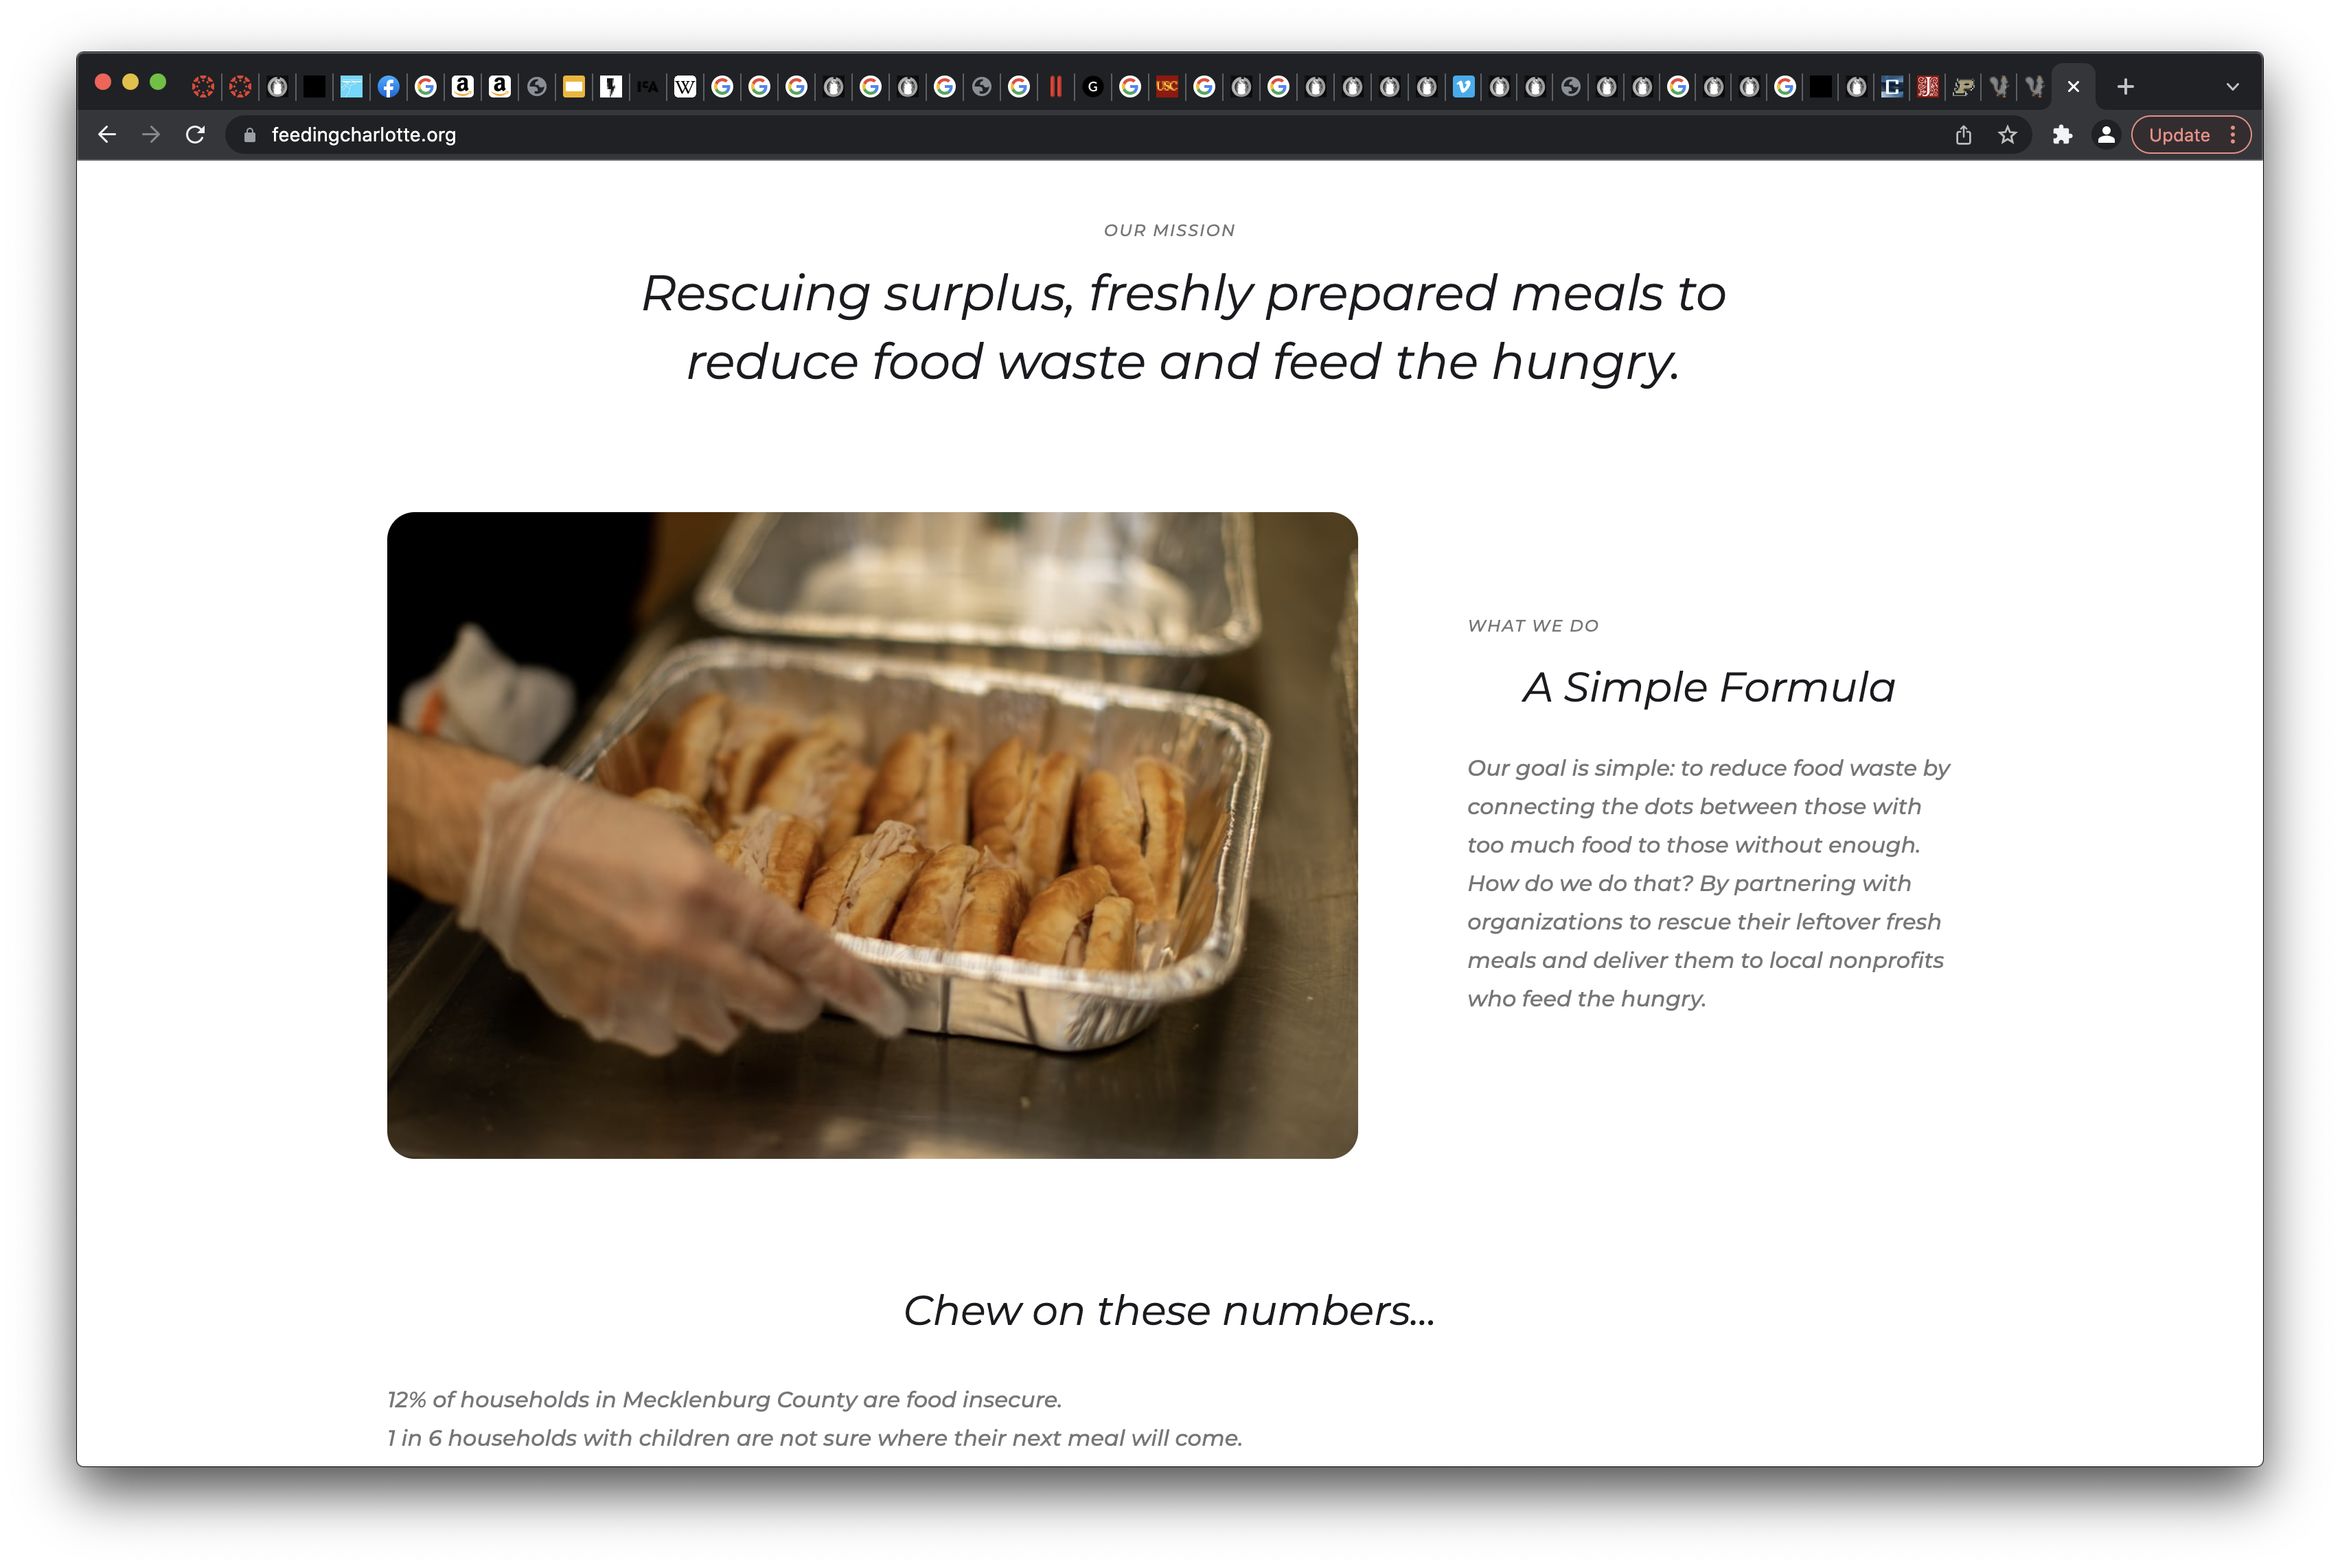 ICA
W
USC
feedingcharlotte.org
Update
OUR MISSION
Rescuing surplus, freshly prepared meals to
reduce food waste and feed the hungry.
WHAT WE DO
A Simple Formula
Our goal is simple: to reduce food waste by
connecting the dots between those with
too much food to those without enough.
How do we do that? By partnering with
organizations to rescue their leftover fresh
meals and deliver them to local nonprofits
who feed the hungry.
Chew on these numbers...
12% of households in Mecklenburg County are food insecure.
1 in 6 households with children are not sure where their next meal will come.